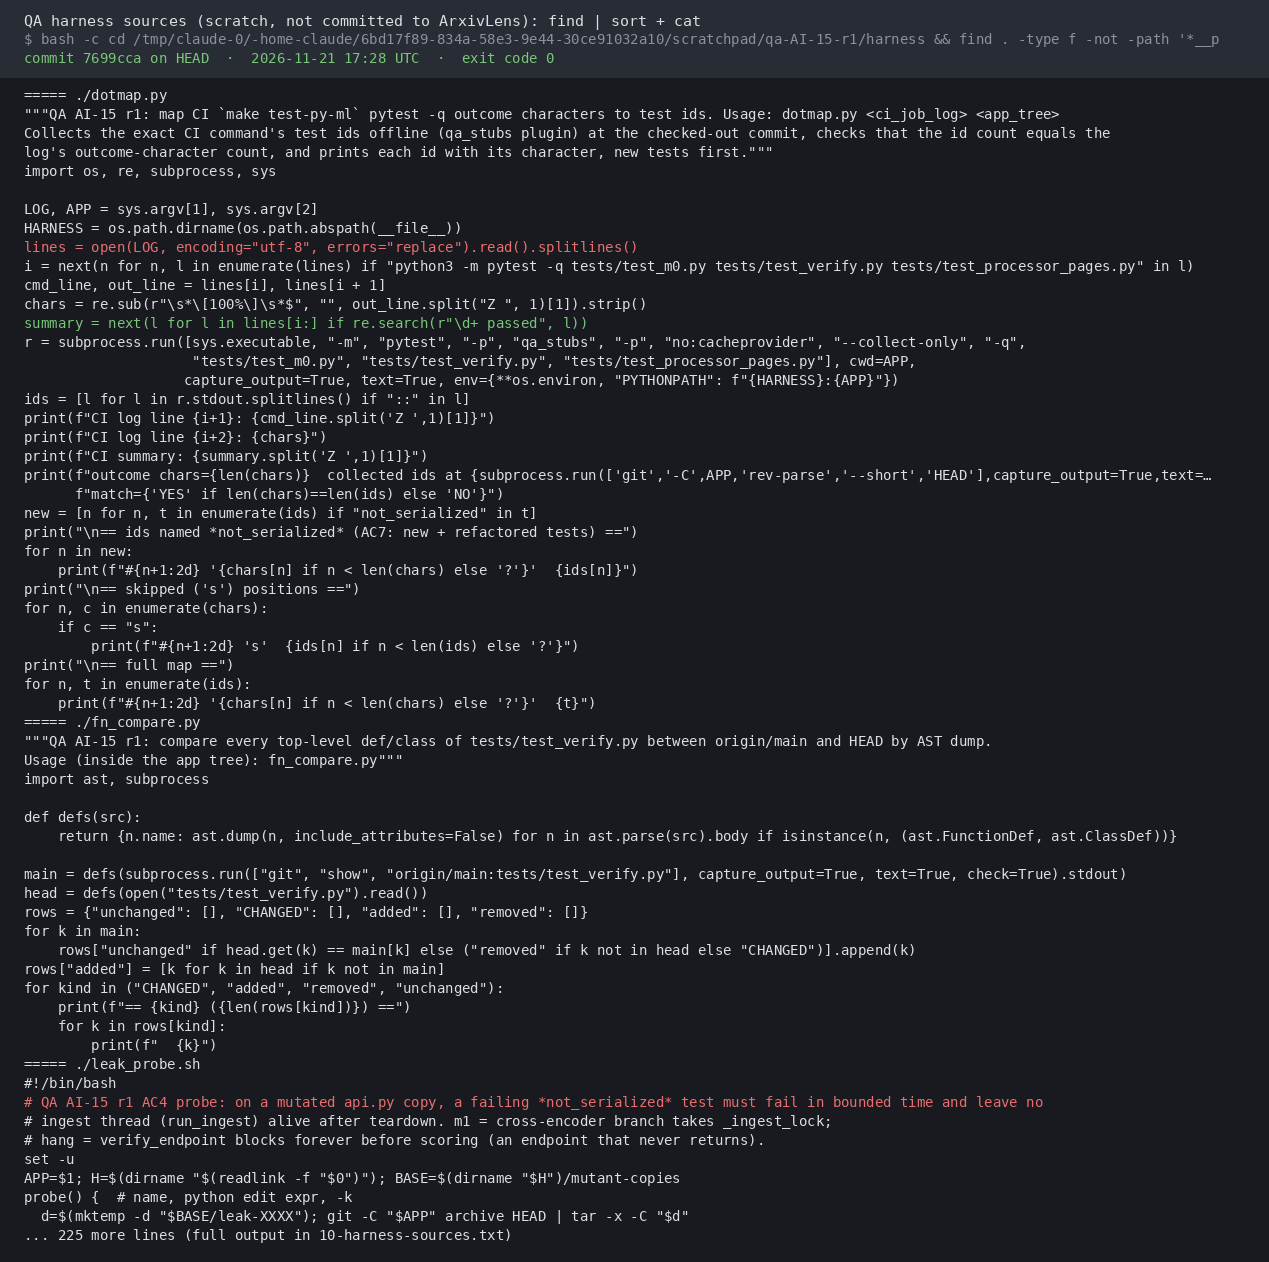 QA harness sources (scratch, not committed to ArxivLens): find | sort + cat
$ bash -c cd /tmp/claude-0/-home-claude/6bd17f89-834a-58e3-9e44-30ce91032a10/scratchpad/qa-AI-15-r1/harness && find . -type f -not -path '*__p
commit 7699cca on HEAD  ·  2026-11-21 17:28 UTC  ·  exit code 0
===== ./dotmap.py
"""QA AI-15 r1: map CI `make test-py-ml` pytest -q outcome characters to test ids. Usage: dotmap.py <ci_job_log> <app_tree>
Collects the exact CI command's test ids offline (qa_stubs plugin) at the checked-out commit, checks that the id count equals the
log's outcome-character count, and prints each id with its character, new tests first."""
import os, re, subprocess, sys

LOG, APP = sys.argv[1], sys.argv[2]
HARNESS = os.path.dirname(os.path.abspath(__file__))
lines = open(LOG, encoding="utf-8", errors="replace").read().splitlines()
i = next(n for n, l in enumerate(lines) if "python3 -m pytest -q tests/test_m0.py tests/test_verify.py tests/test_processor_pages.py" in l)
cmd_line, out_line = lines[i], lines[i + 1]
chars = re.sub(r"\s*\[100%\]\s*$", "", out_line.split("Z ", 1)[1]).strip()
summary = next(l for l in lines[i:] if re.search(r"\d+ passed", l))
r = subprocess.run([sys.executable, "-m", "pytest", "-p", "qa_stubs", "-p", "no:cacheprovider", "--collect-only", "-q",
                    "tests/test_m0.py", "tests/test_verify.py", "tests/test_processor_pages.py"], cwd=APP,
                   capture_output=True, text=True, env={**os.environ, "PYTHONPATH": f"{HARNESS}:{APP}"})
ids = [l for l in r.stdout.splitlines() if "::" in l]
print(f"CI log line {i+1}: {cmd_line.split('Z ',1)[1]}")
print(f"CI log line {i+2}: {chars}")
print(f"CI summary: {summary.split('Z ',1)[1]}")
print(f"outcome chars={len(chars)}  collected ids at {subprocess.run(['git','-C',APP,'rev-parse','--short','HEAD'],capture_output=True,text=…
      f"match={'YES' if len(chars)==len(ids) else 'NO'}")
new = [n for n, t in enumerate(ids) if "not_serialized" in t]
print("\n== ids named *not_serialized* (AC7: new + refactored tests) ==")
for n in new:
    print(f"#{n+1:2d} '{chars[n] if n < len(chars) else '?'}'  {ids[n]}")
print("\n== skipped ('s') positions ==")
for n, c in enumerate(chars):
    if c == "s":
        print(f"#{n+1:2d} 's'  {ids[n] if n < len(ids) else '?'}")
print("\n== full map ==")
for n, t in enumerate(ids):
    print(f"#{n+1:2d} '{chars[n] if n < len(chars) else '?'}'  {t}")
===== ./fn_compare.py
"""QA AI-15 r1: compare every top-level def/class of tests/test_verify.py between origin/main and HEAD by AST dump.
Usage (inside the app tree): fn_compare.py"""
import ast, subprocess

def defs(src):
    return {n.name: ast.dump(n, include_attributes=False) for n in ast.parse(src).body if isinstance(n, (ast.FunctionDef, ast.ClassDef))}

main = defs(subprocess.run(["git", "show", "origin/main:tests/test_verify.py"], capture_output=True, text=True, check=True).stdout)
head = defs(open("tests/test_verify.py").read())
rows = {"unchanged": [], "CHANGED": [], "added": [], "removed": []}
for k in main:
    rows["unchanged" if head.get(k) == main[k] else ("removed" if k not in head else "CHANGED")].append(k)
rows["added"] = [k for k in head if k not in main]
for kind in ("CHANGED", "added", "removed", "unchanged"):
    print(f"== {kind} ({len(rows[kind])}) ==")
    for k in rows[kind]:
        print(f"  {k}")
===== ./leak_probe.sh
#!/bin/bash
# QA AI-15 r1 AC4 probe: on a mutated api.py copy, a failing *not_serialized* test must fail in bounded time and leave no
# ingest thread (run_ingest) alive after teardown. m1 = cross-encoder branch takes _ingest_lock;
# hang = verify_endpoint blocks forever before scoring (an endpoint that never returns).
set -u
APP=$1; H=$(dirname "$(readlink -f "$0")"); BASE=$(dirname "$H")/mutant-copies
probe() {  # name, python edit expr, -k
  d=$(mktemp -d "$BASE/leak-XXXX"); git -C "$APP" archive HEAD | tar -x -C "$d"
... 225 more lines (full output in 10-harness-sources.txt)